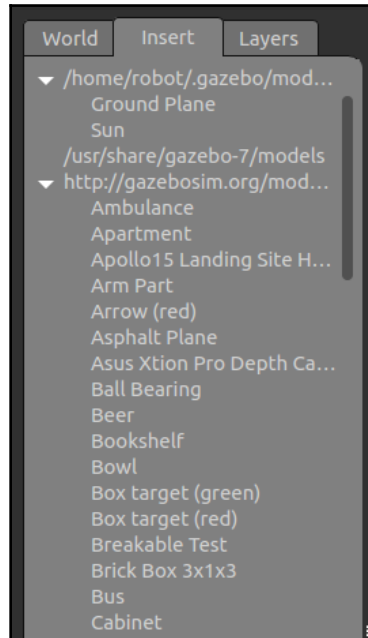 World Insert Layers
/home/robot/.gazebo/mod...
Ground Plane
Sun
/usr/share/gazebo-7/models
http://gazebosim.org/mod...
Ambulance
Apartment
Apollo15 Landing Site H...
Arm Part
Arrow (red)
Asphalt Plane
Asus Xtion Pro Depth Ca...
Ball Bearing
Beer
Bookshelf
Bowl
Box target (green)
Box target (red)
Breakable Test
Brick Box 3x1x3
Bus
Cabinet